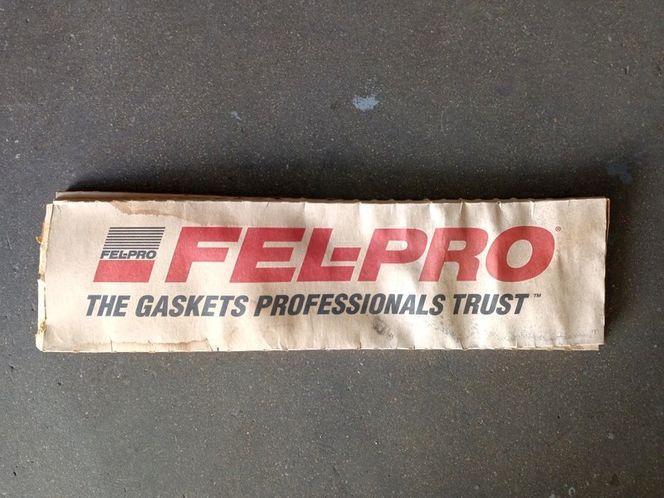 FEL-PRO
FEL-PRO®
THE GASKETS PROFESSIONALS TRUST™